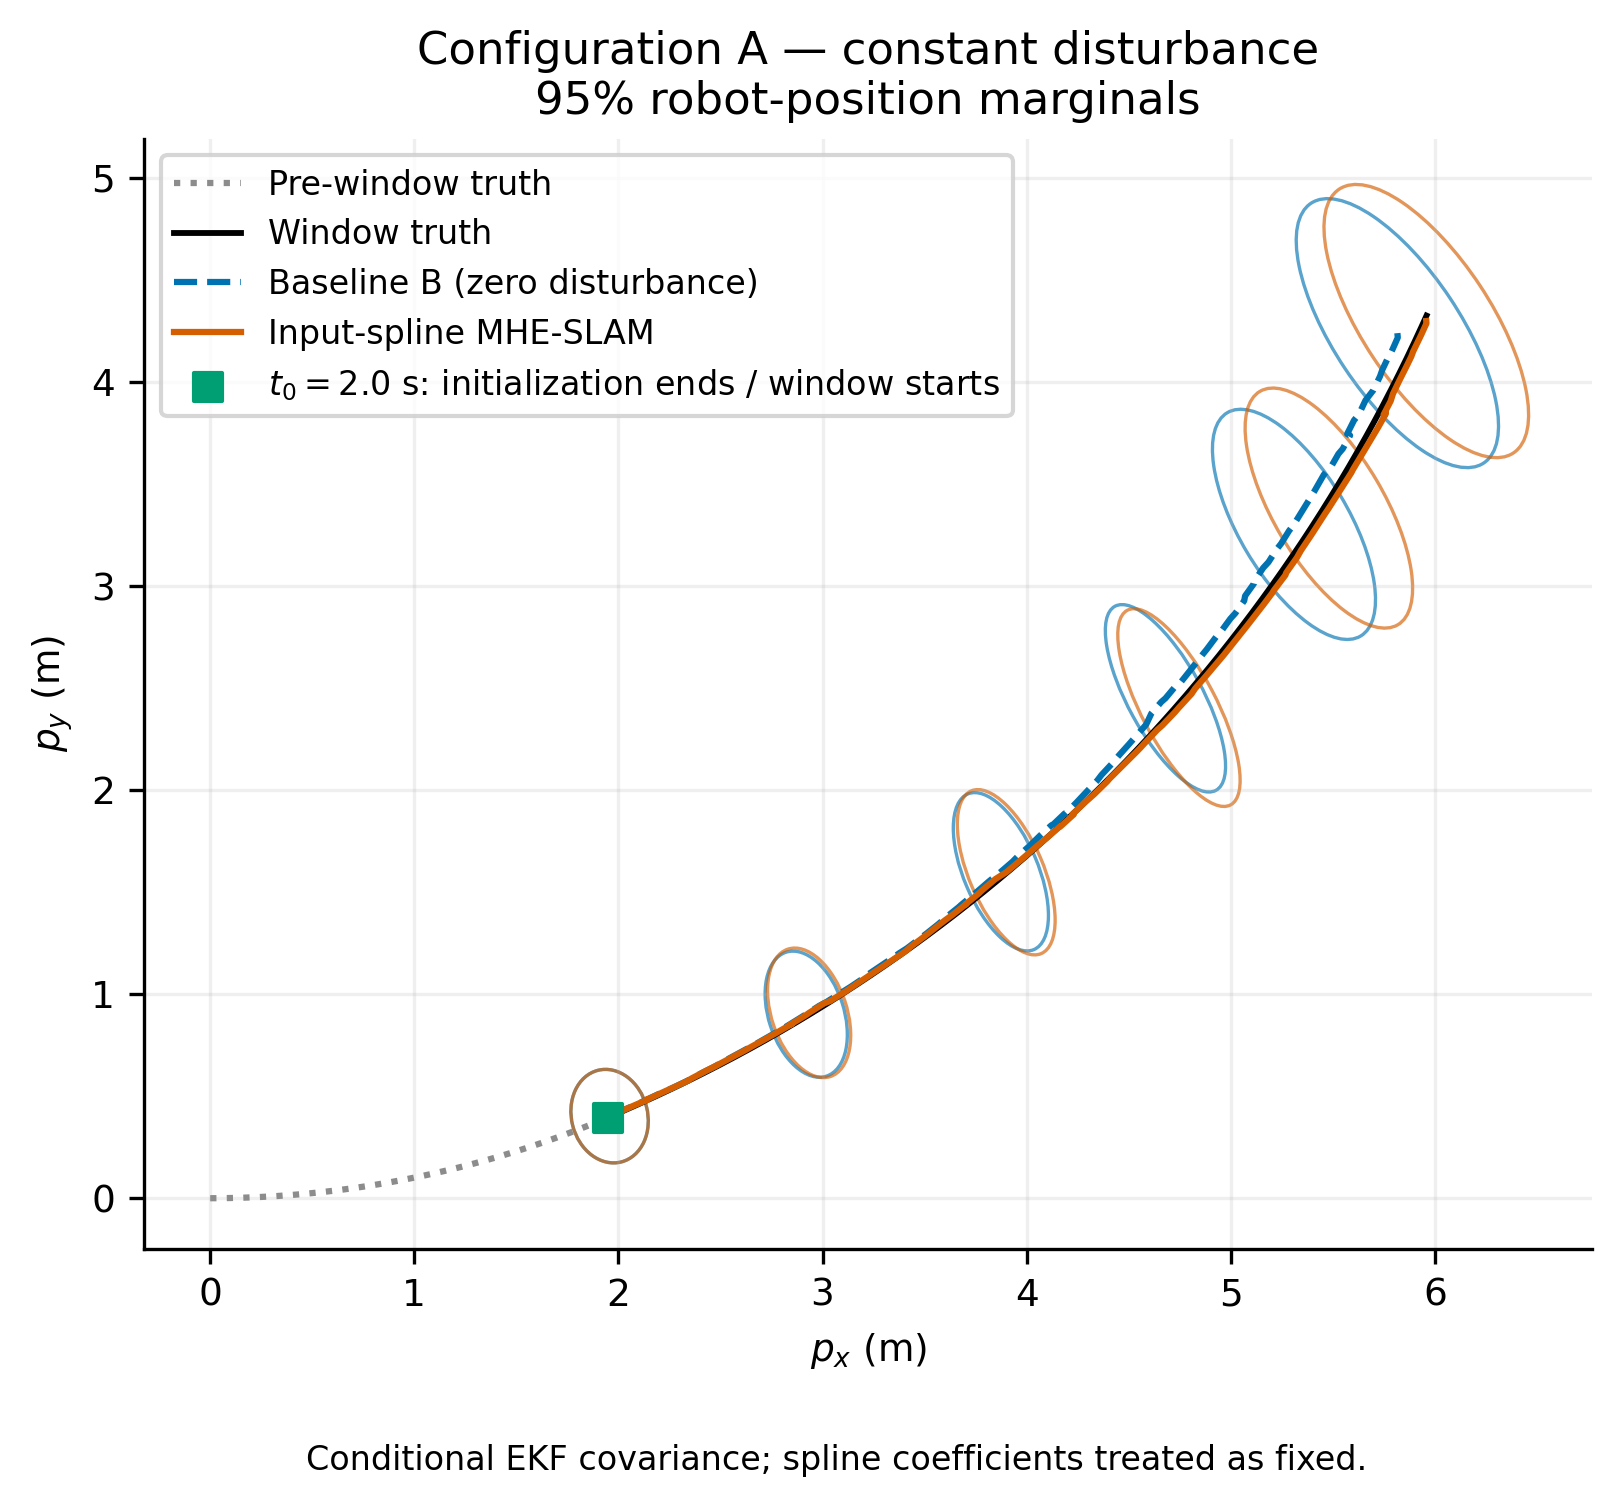 Configuration A — constant disturbance
95% robot-position marginals
Pre-window truth
Window truth
Baseline B (zero disturbance)
Input-spline MHE-SLAM
t₀ = 2.0 s: initialization ends / window starts
5
4
3
2
1
0
p_y (m)
0 1 2 3 4 5 6
p_x (m)
Conditional EKF covariance; spline coefficients treated as fixed.